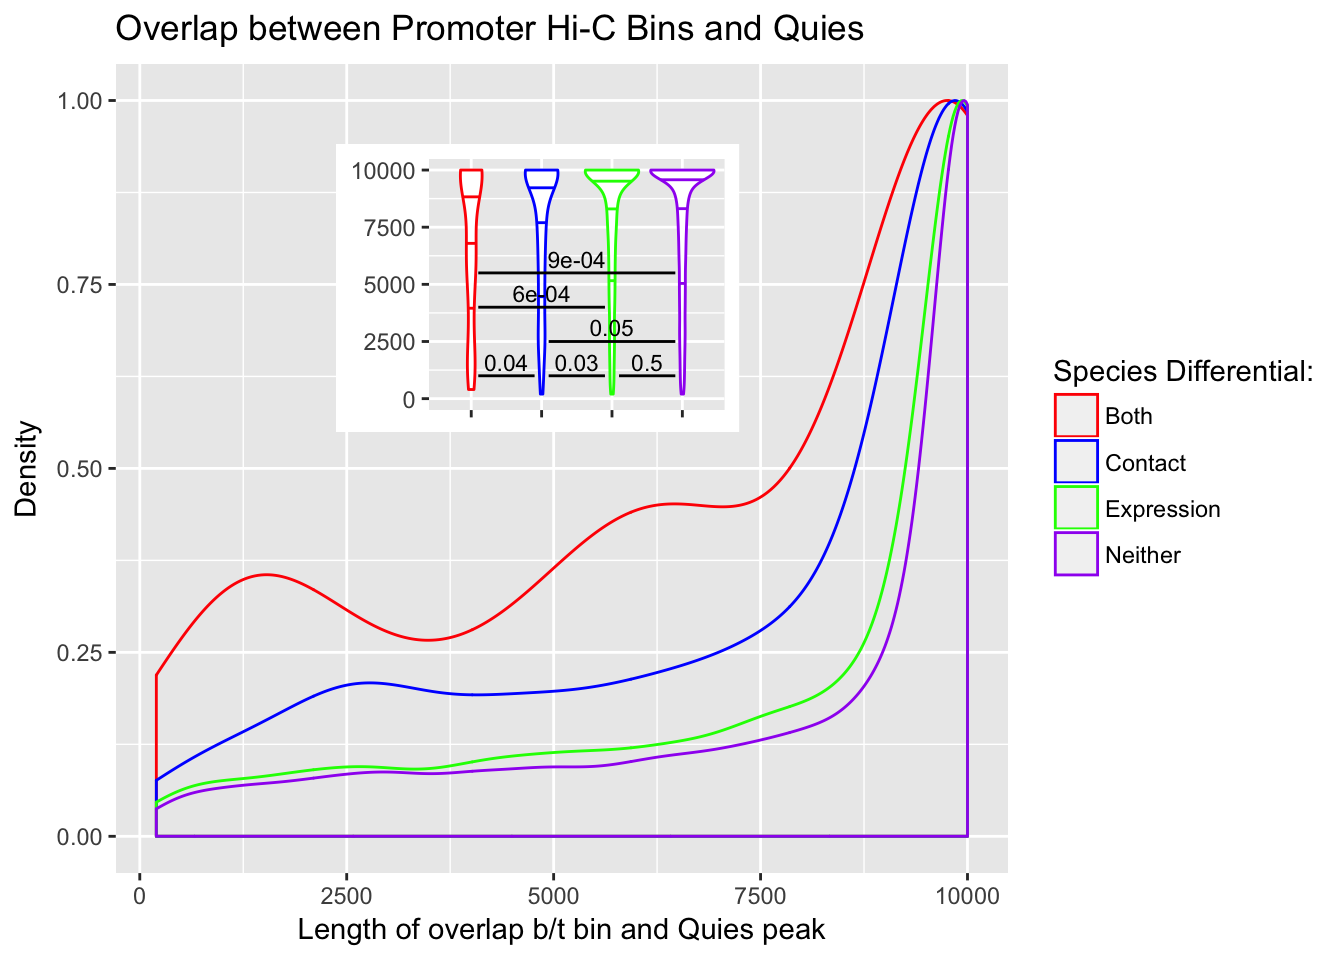 Overlap between Promoter Hi-C Bins and Quies
1.00
0.75
0.50
0.25
0.00
Density
10000
7500
5000
2500
0
9e-04
6e-04
0.05
0.04 0.03 0.5
Species Differential:
Both
Contact
Expression
Neither
0 2500 5000 7500 10000
Length of overlap b/t bin and Quies peak